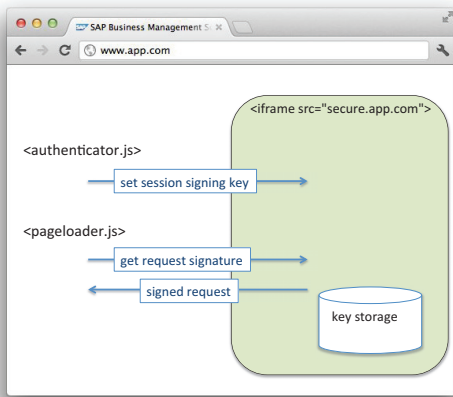 SAP Business Management S
www.app.com
<iframe src="secure.app.com">
<authenticator.js>
set session signing key
<pageloader.js>
get request signature
signed request
key storage